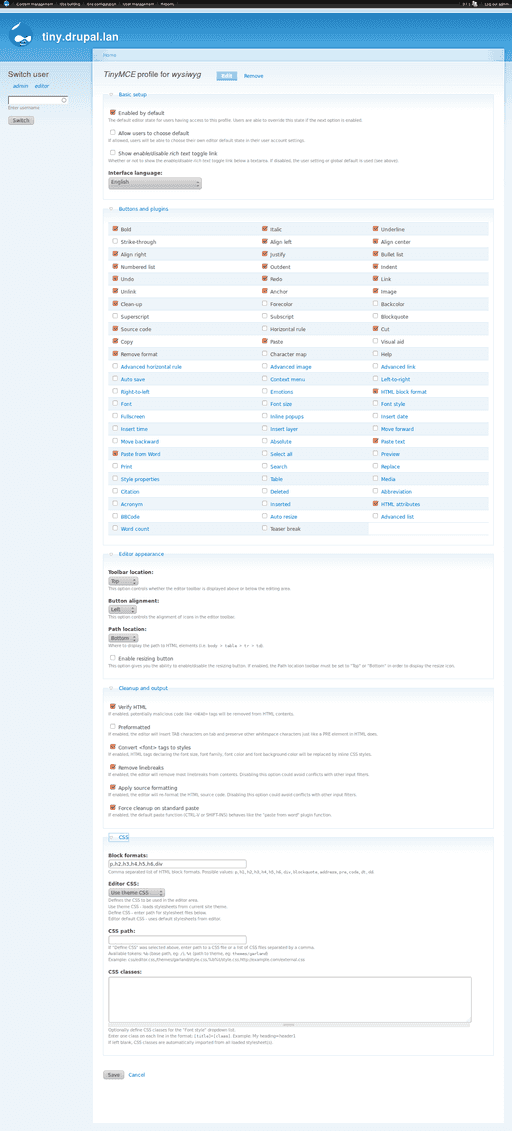 Content management Site building Site configuration User management Reports
tiny.drupal.lan
Switch user
admin editor
Enter username.
Switch
Home
TinyMCE profile for wysiwyg Edit Remove
Basic setup
Enabled by default
The default editor state for users having access to this profile. Users are able to override this state if the next option is enabled.
Allow users to choose default
If allowed, users will be able to choose their own editor default state in their user account settings.
Show enable/disable rich text toggle link
Whether or not to show the enable/disable rich text toggle link below a textarea. If disabled, the user setting or global default is used (see above).
Interface language:
English
Buttons and plugins
Bold Italic Underline
Strike-through Align left Align center
Align right Justify Bullet list
Numbered list Outdent Indent
Undo Redo Link
Unlink Anchor Image
Clean-up Forecolor Backcolor
Superscript Subscript Blockquote
Source code Horizontal rule Cut
Copy Paste Visual aid
Remove format Character map Help
Advanced horizontal rule Advanced image Advanced link
Auto save Context menu Left-to-right
Right-to-left Emotions HTML block format
Font Font size Font style
Fullscreen Inline popups Insert date
Insert time Insert layer Move forward
Move backward Absolute Paste text
Paste from Word Select all Preview
Print Search Replace
Style properties Table Media
Citation Deleted Abbreviation
Acronym Inserted HTML attributes
BBCode Auto resize Advanced list
Word count Teaser break
Editor appearance
Toolbar location:
Top
This option controls whether the editor toolbar is displayed above or below the editing area.
Button alignment:
Left
This option controls the alignment of icons in the editor toolbar.
Path location:
Bottom
Where to display the path to HTML elements (i.e. body > table > tr > td).
Enable resizing button
This option gives you the ability to enable/disable the resizing button. If enabled, the Path location toolbar must be set to "Top" or "Bottom" in order to display the resize icon.
Cleanup and output
Verify HTML
If enabled, potentially malicious code like <HEAD> tags will be removed from HTML contents.
Preformatted
If enabled, the editor will insert TAB characters on tab and preserve other whitespace characters just like a PRE element in HTML does.
Convert <font> tags to styles
If enabled, HTML tags declaring the font size, font family, font color and font background color will be replaced by inline CSS styles.
Remove linebreaks
If enabled, the editor will remove most linebreaks from contents. Disabling this option could avoid conflicts with other input filters.
Apply source formatting
If enabled, the editor will re-format the HTML source code. Disabling this option could avoid conflicts with other input filters.
Force cleanup on standard paste
If enabled, the default paste function (CTRL-V or SHIFT-INS) behaves like the "paste from word" plugin function.
CSS
Block formats:
p,h2,h3,h4,h5,h6,div
Comma separated list of HTML block formats. Possible values: p,h1,h2,h3,h4,h5,h6,div,blockquote,address,pre,code,dt,dd.
Editor CSS:
Use theme CSS
Defines the CSS to be used in the editor area.
Use theme CSS - loads stylesheets from current site theme.
Define CSS - enter path for stylesheet files below.
Editor default CSS - uses default stylesheets from editor.
CSS path:
If "Define CSS" was selected above, enter path to a CSS file or a list of CSS files separated by a comma.
CSS classes:
Optionally define CSS classes for the "Font style" dropdown list.
Enter one class on each line in the format: [title]=[class]. Example: My heading=header1
If left blank, CSS classes are automatically imported from all loaded stylesheet(s).
Save Cancel